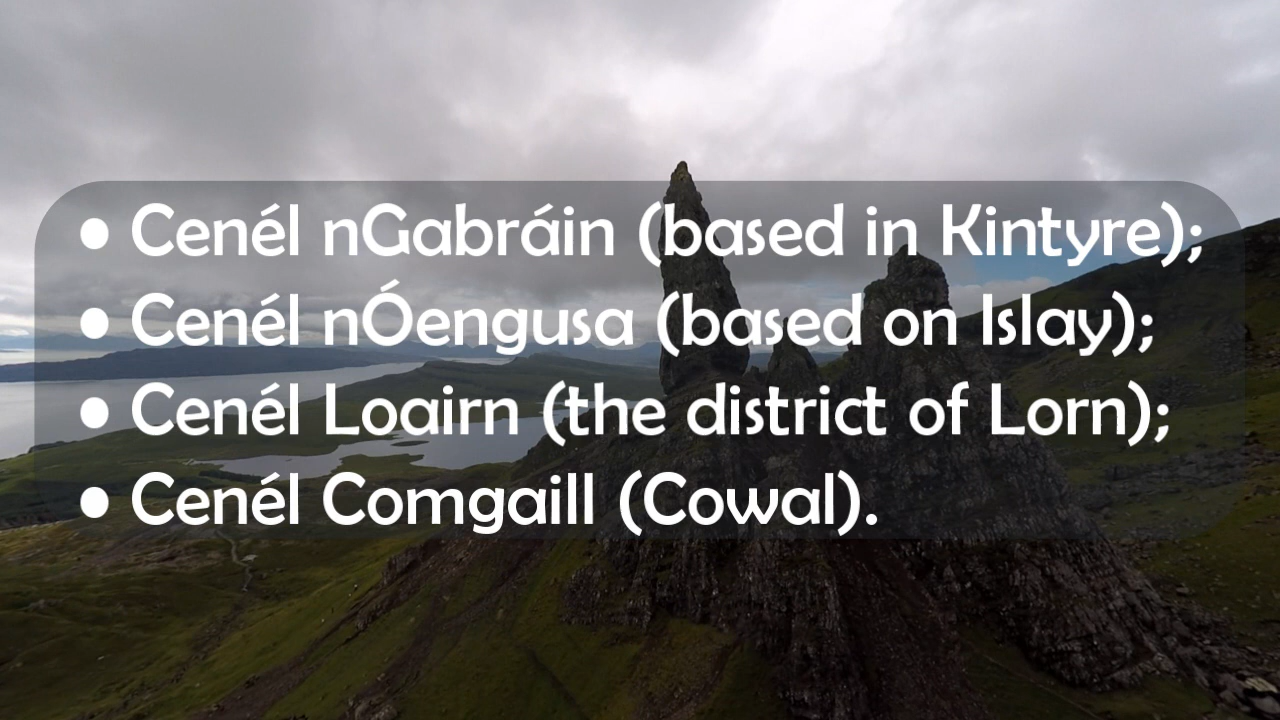 • Cenél nGabráin (based in Kintyre);
• Cenél nÓengusa (based on Islay);
• Cenél Loairn (the district of Lorn);
• Cenél Comgaill (Cowal).